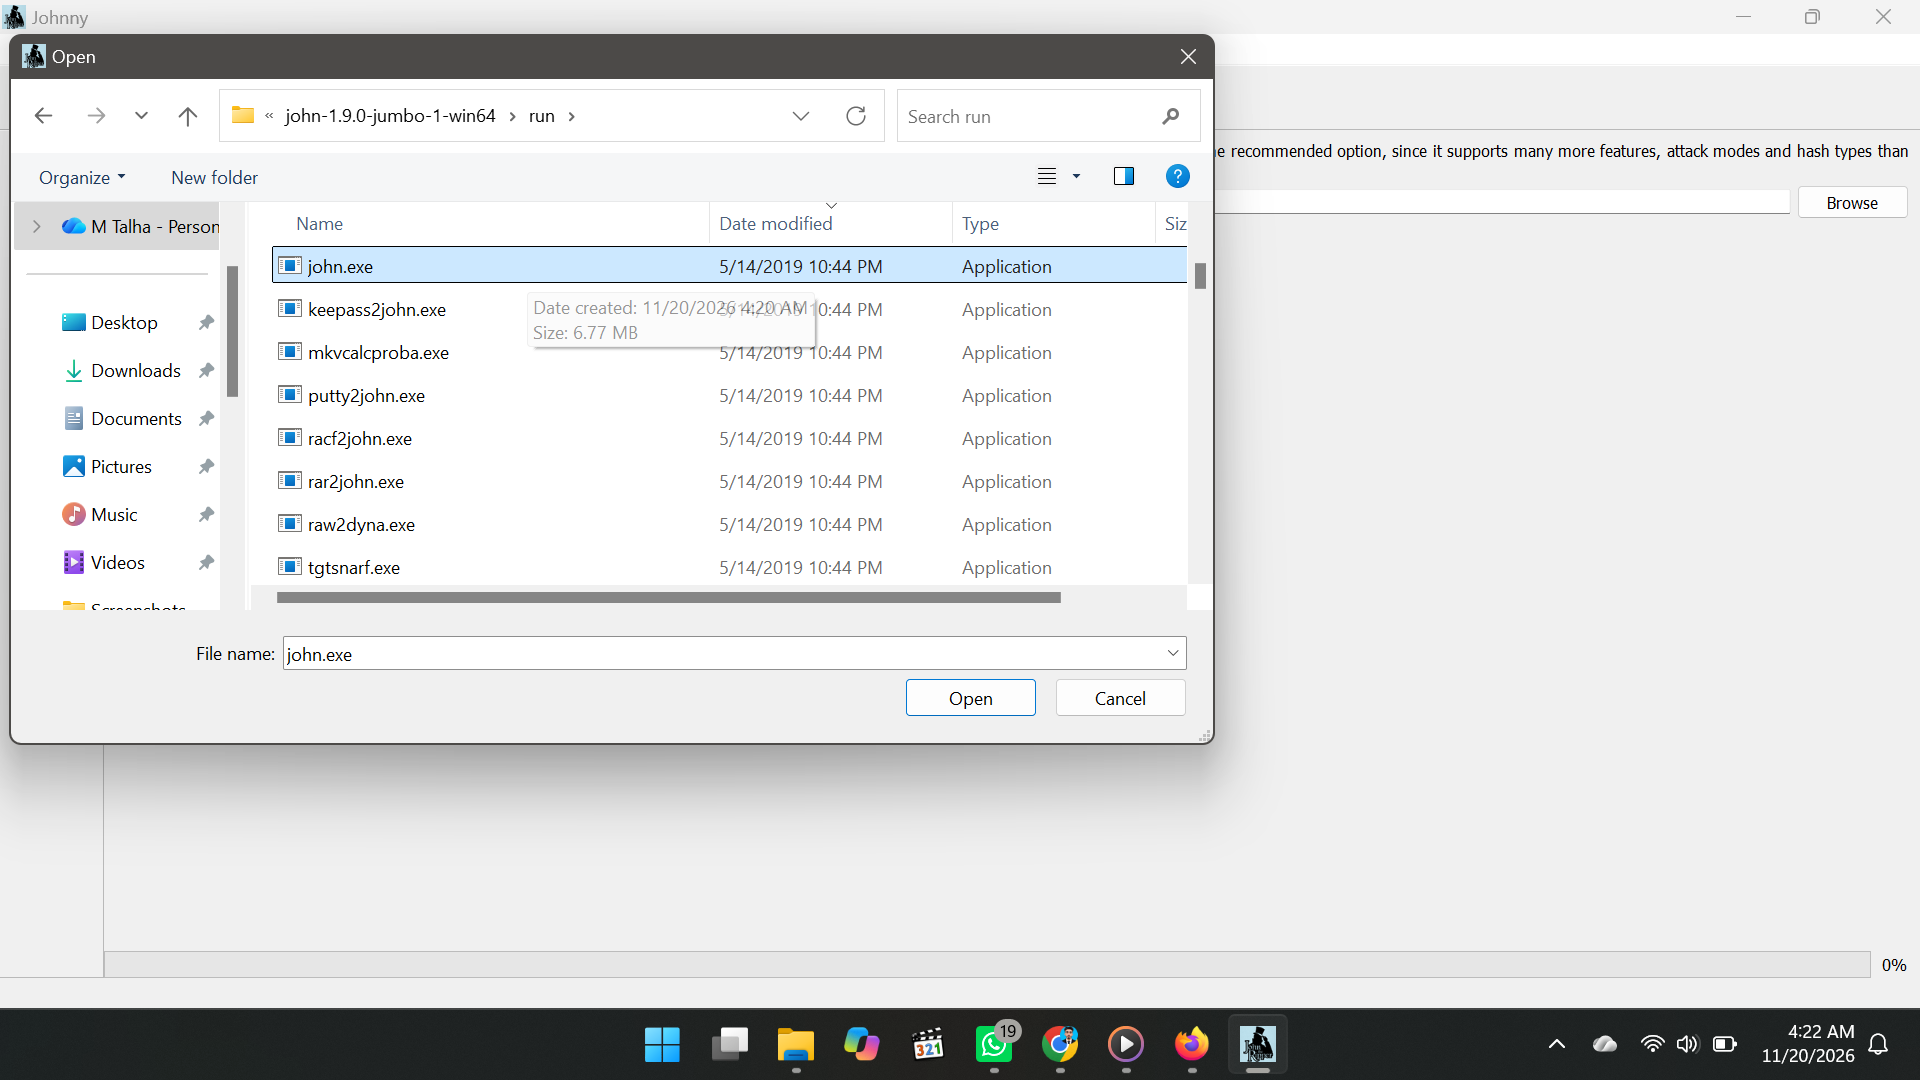 Johnny
Open
« john-1.9.0-jumbo-1-win64 > run >
Search run
e recommended option, since it supports many more features, attack modes and hash types than
Organize
New folder
Browse
M Talha - Person
Desktop
Downloads
Documents
Pictures
Music
Videos
Screenshots
Name Date modified Type Siz
john.exe 5/14/2019 10:44 PM Application
keepass2john.exe 10:44 PM Application
Date created: 11/20/2026 4:20 AM
Size: 6.77 MB
mkvcalcproba.exe 5/14/2019 10:44 PM Application
putty2john.exe 5/14/2019 10:44 PM Application
racf2john.exe 5/14/2019 10:44 PM Application
rar2john.exe 5/14/2019 10:44 PM Application
raw2dyna.exe 5/14/2019 10:44 PM Application
tgtsnarf.exe 5/14/2019 10:44 PM Application
File name: john.exe
Open
Cancel
0%
321
19
4:22 AM
11/20/2026